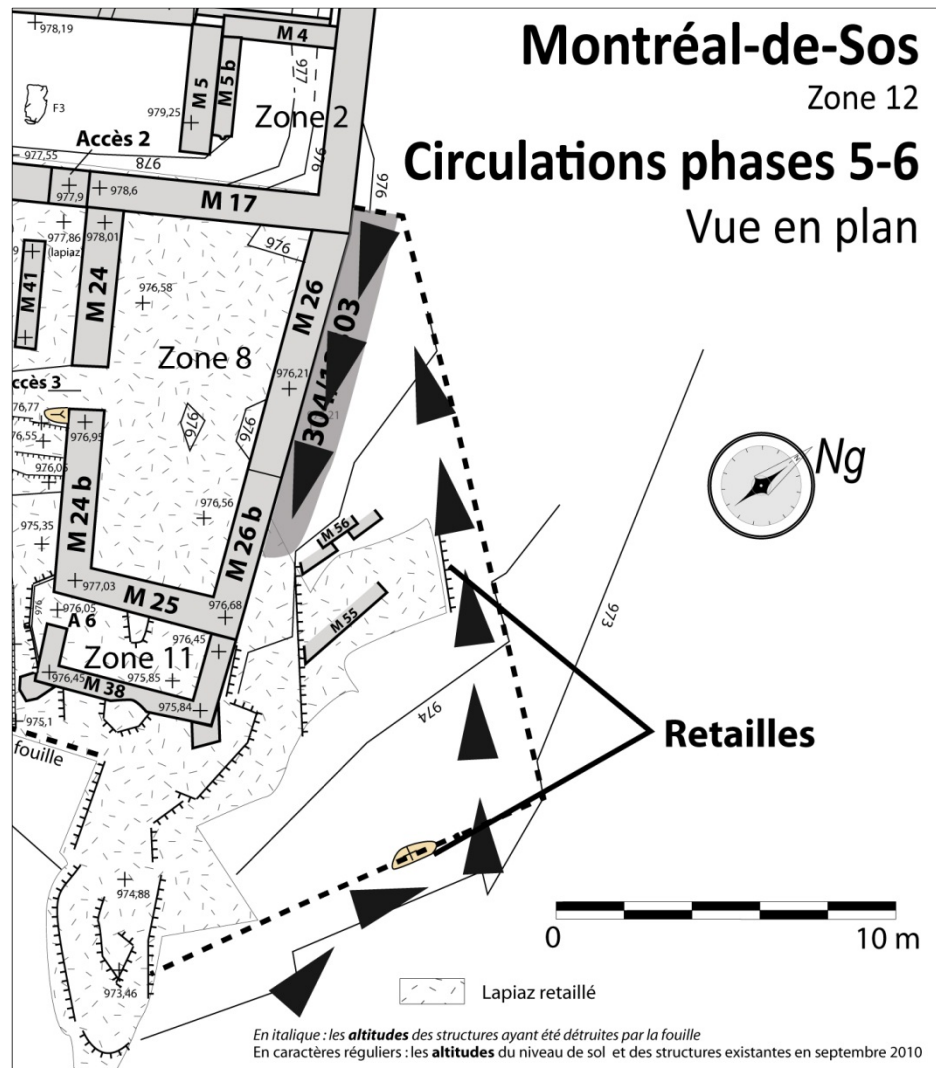 Montréal-de-Sos
Zone 12
Circulations phases 5-6
Vue en plan
978,19
M 4
M 5
M 5 b
977
F3
979,25
Zone 2
Accès 2
977,55
978
976
976
977,9
978,6
M 17
977,86
(lapiaz)
978,01
976
M 41
M 24
976,58
M 26
Zone 8
976,21
ccès 3
976,77
976,55
976,95
976
976
976,05
M 24 b
976,56
M 26 b
975,35
M 56
977,03
M 25
M 55
976
976,05
976,68
A 6
976,45
Zone 11
976,45
975,85
M 38
975,84
975,1
fouille
974
973
Ng
Retailles
974,88
973,46
0
10 m
Lapiaz retaillé
En italique : les altitudes des structures ayant été détruites par la fouille
En caractères réguliers : les altitudes du niveau de sol et des structures existantes en septembre 2010